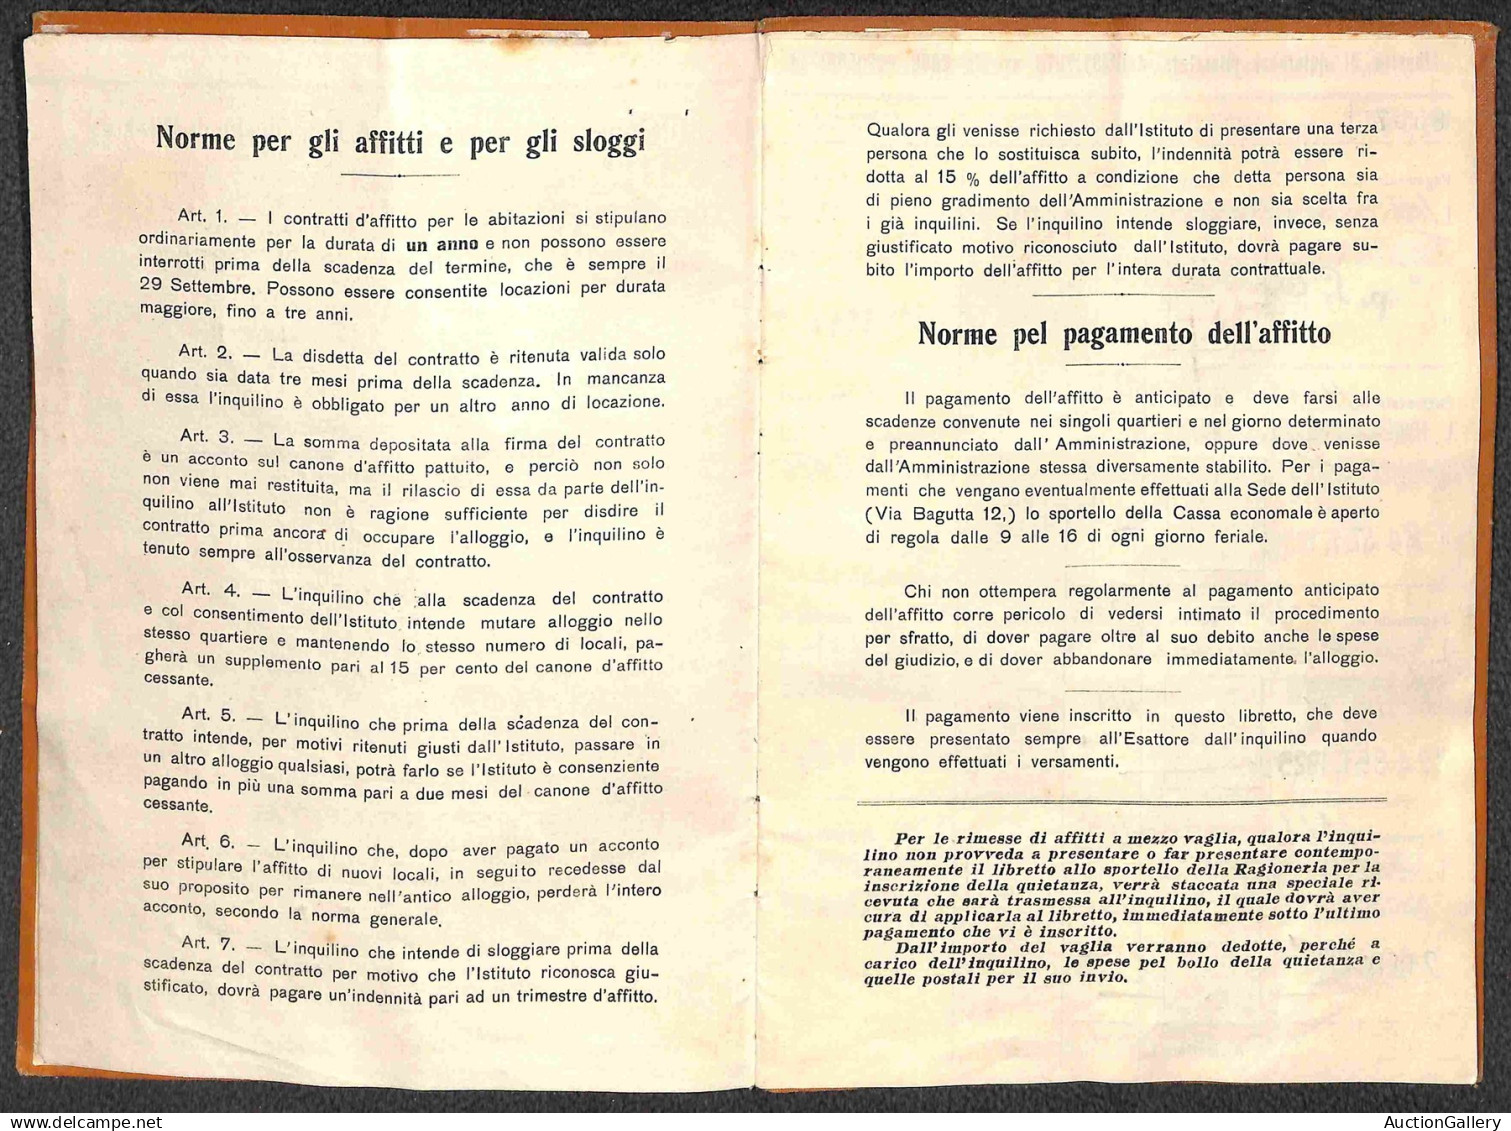 Norme per gli affitti e per gli sloggi
Art. 1. — I contratti d'affitto per le abitazioni si stipulano
ordinariamente per la durata di un anno e non possono essere
interrotti prima della scadenza del termine, che è sempre il
29 Settembre. Possono essere consentite locazioni per durata
maggiore, fino a tre anni.
Art. 2. — La disdetta del contratto è ritenuta valida solo
quando sia data tre mesi prima della scadenza. In mancanza
di essa l'inquilino è obbligato per un altro anno di locazione.
Art. 3. — La somma depositata alla firma del contratto
è un acconto sul canone d'affitto pattuito, e perciò non solo
non viene mai restituita, ma il rilascio di essa da parte dell'in-
quilino all'Istituto non è ragione sufficiente per disdire il
contratto prima ancora di occupare l'alloggio, e l'inquilino è
tenuto sempre all'osservanza del contratto.
Art. 4. — L'inquilino che alla scadenza del contratto
e col consentimento dell'Istituto intende mutare alloggio nello
stesso quartiere e mantenendo lo stesso numero di locali, pa-
gherà un supplemento pari al 15 per cento del canone d'affitto
cessante.
Art. 5. — L'inquilino che prima della scadenza del con-
tratto intende, per motivi ritenuti giusti dall'Istituto, passare in
un altro alloggio qualsiasi, potrà farlo se l'Istituto è consenziente
pagando in più una somma pari a due mesi del canone d'affitto
cessante.
Art. 6. — L'inquilino che, dopo aver pagato un acconto
per stipulare l'affitto di nuovi locali, in seguito recedesse dal
suo proposito per rimanere nell'antico alloggio, perderà l'intero
acconto, secondo la norma generale.
Art. 7. — L'inquilino che intende di sloggiare prima della
scadenza del contratto per motivo che l'Istituto riconosca giu-
stificato, dovrà pagare un'indennità pari ad un trimestre d'affitto.
Qualora gli venisse richiesto dall'Istituto di presentare una terza
persona che lo sostituisca subito, l'indennità potrà essere ri-
dotta al 15 % dell'affitto a condizione che detta persona sia
di pieno gradimento dell'Amministrazione e non sia scelta fra
i già inquilini. Se l'inquilino intende sloggiare, invece, senza
giustificato motivo riconosciuto dall'Istituto, dovrà pagare su-
bito l'importo dell'affitto per l'intera durata contrattuale.
Norme pel pagamento dell'affitto
Il pagamento dell'affitto è anticipato e deve farsi alle
scadenze convenute nei singoli quartieri e nel giorno determinato
e preannunciato dall' Amministrazione, oppure dove venisse
dall'Amministrazione stessa diversamente stabilito. Per i paga-
menti che vengano eventualmente effettuati alla Sede dell'Istituto
(Via Bagutta 12,) lo sportello della Cassa economale è aperto
di regola dalle 9 alle 16 di ogni giorno feriale.
Chi non ottempera regolarmente al pagamento anticipato
dell'affitto corre pericolo di vedersi intimato il procedimento
per sfratto, di dover pagare oltre al suo debito anche le spese
del giudizio, e di dover abbandonare immediatamente l'alloggio.
Il pagamento viene inscritto in questo libretto, che deve
essere presentato sempre all'Esattore dall'inquilino quando
vengono effettuati i versamenti.
Per le rimesse di affitti a mezzo vaglia, qualora l'inqui-
lino non provveda a presentare o far presentare contempo-
raneamente il libretto allo sportello della Ragioneria per la
inscrizione della quietanza, verrà staccata una speciale ri-
cevuta che sarà trasmessa all'inquilino, il quale dovrà aver
cura di applicarla al libretto, immediatamente sotto l'ultimo
pagamento che vi è inscritto.
Dall'importo del vaglia verranno dedotte, perchè a
carico dell'inquilino, le spese pel bollo della quietanza e
quelle postali per il suo invio.
AuctionGallery